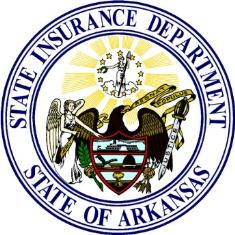 STATE INSURANCE DEPARTMENT
STATE OF ARKANSAS